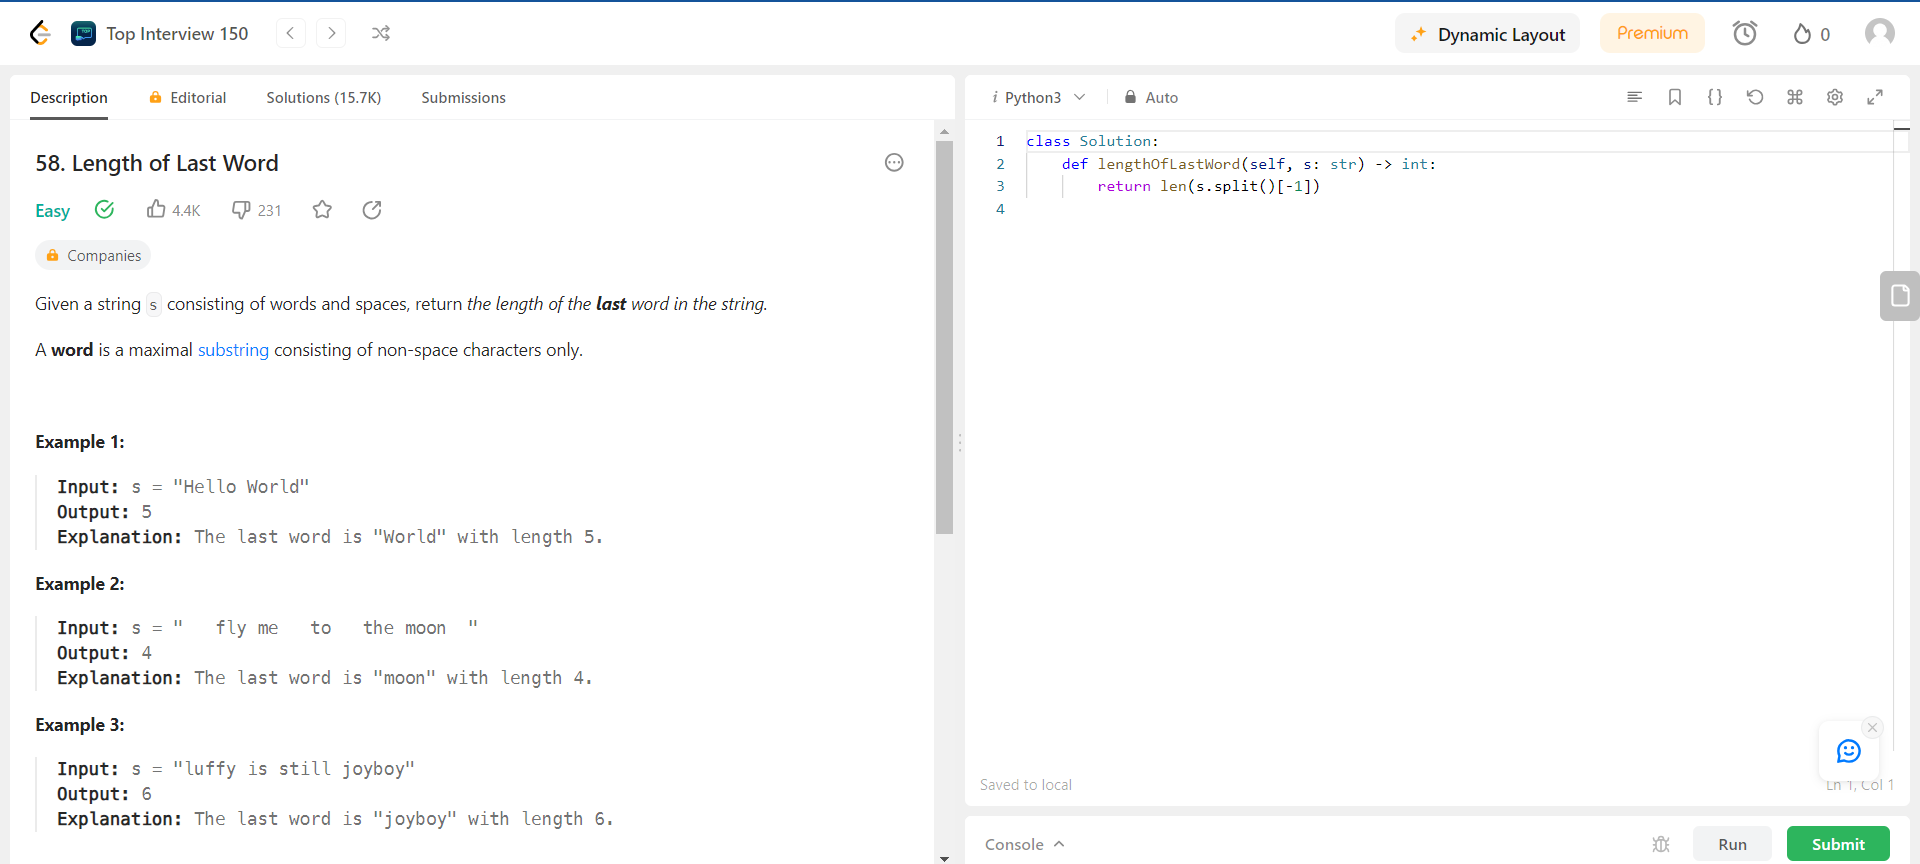 Top Interview 150
Dynamic Layout
Premium
0
Description
Editorial
Solutions (15.7K)
Submissions
58. Length of Last Word
Easy
4.4K
231
Companies
Given a string s consisting of words and spaces, return the length of the last word in the string.
A word is a maximal substring consisting of non-space characters only.
Example 1:
Input: s = "Hello World"
Output: 5
Explanation: The last word is "World" with length 5.
Example 2:
Input: s = "   fly me   to   the moon  "
Output: 4
Explanation: The last word is "moon" with length 4.
Example 3:
Input: s = "luffy is still joyboy"
Output: 6
Explanation: The last word is "joyboy" with length 6.
i Python3
Auto
1 class Solution:
2     def lengthOfLastWord(self, s: str) -> int:
3         return len(s.split()[-1])
4
Saved to local
Ln 1, Col 1
Console
Run
Submit